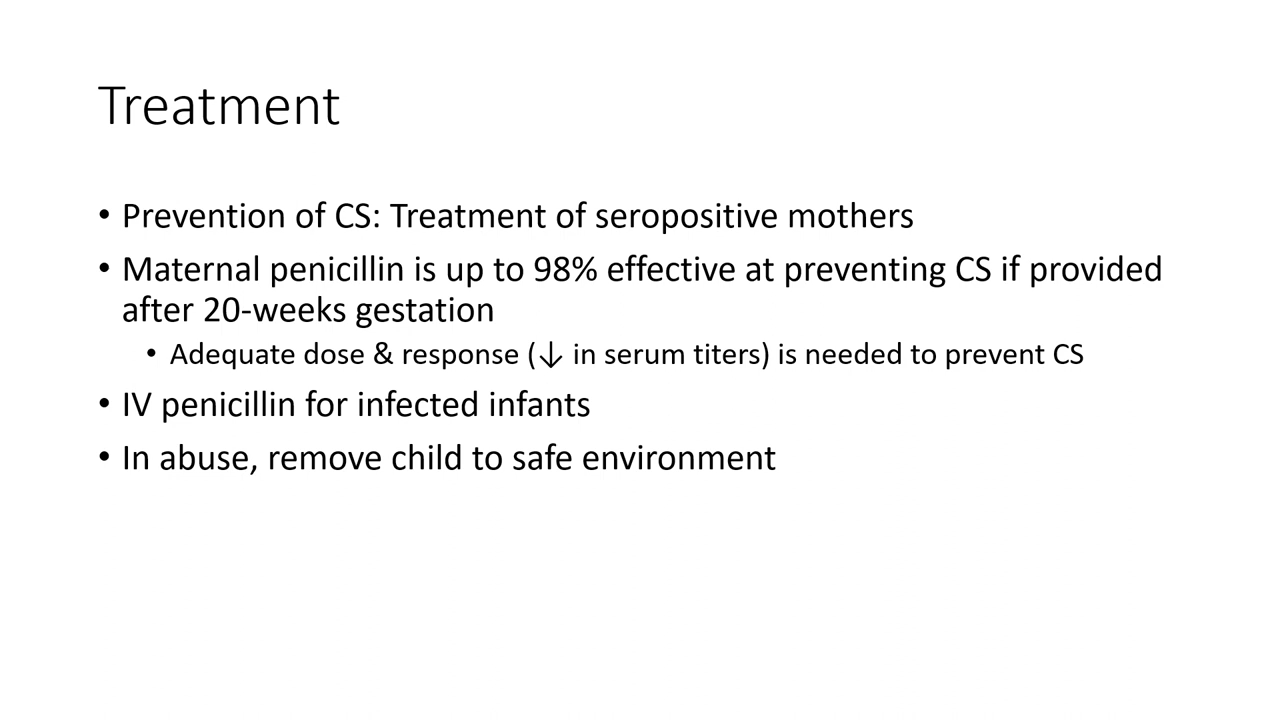 Treatment
• Prevention of CS: Treatment of seropositive mothers
• Maternal penicillin is up to 98% effective at preventing CS if provided
after 20-weeks gestation
• Adequate dose & response (↓ in serum titers) is needed to prevent CS
• IV penicillin for infected infants
• In abuse, remove child to safe environment